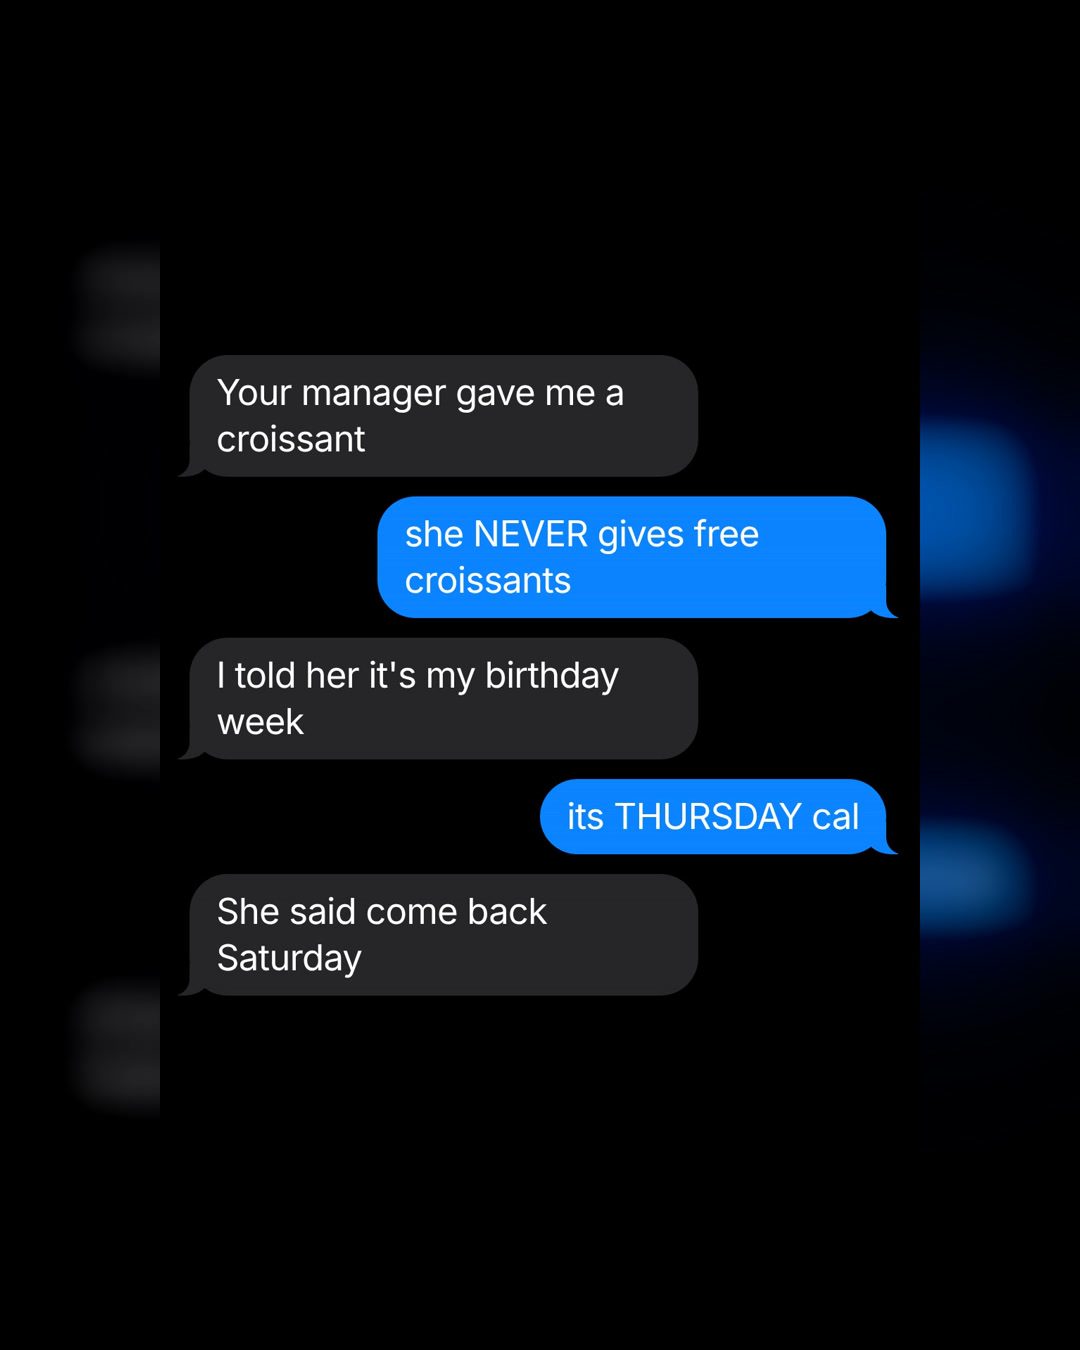 Your manager gave me a
croissant
she NEVER gives free
croissants
I told her it's my birthday
week
its THURSDAY cal
She said come back
Saturday